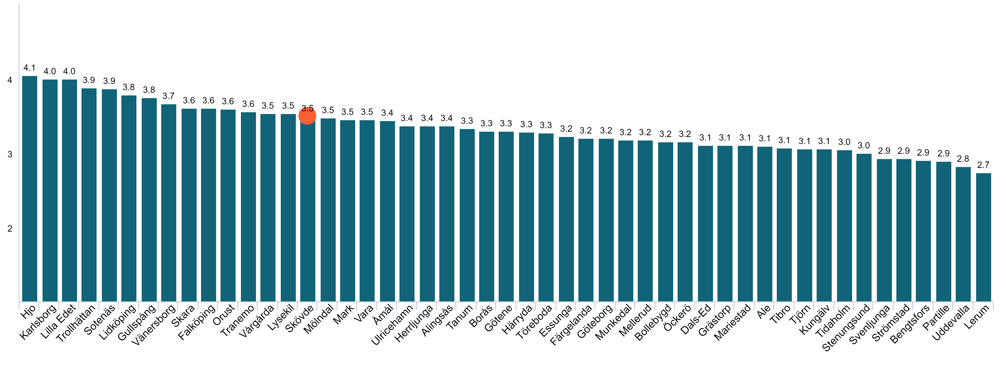 4.1 4.0 4.0 3.9 3.9 3.8 3.8 3.7 3.6 3.6 3.6 3.6 3.5 3.5 3.5 3.5 3.5 3.5 3.4 3.4 3.4 3.4 3.3 3.3 3.3 3.3 3.3 3.2 3.2 3.2 3.2 3.2 3.2 3.2 3.1 3.1 3.1 3.1 3.1 3.1 3.1 3.0 3.0 2.9 2.9 2.9 2.9 2.8 2.7
4
3
2
Hjo
Karlsborg
Lilla Edet
Trollhättan
Sotenäs
Lidköping
Gullspång
Vänersborg
Skara
Falköping
Orust
Tranemo
Vårgårda
Lysekil
Skövde
Mölndal
Mark
Vara
Åmål
Ulricehamn
Herrljunga
Alingsås
Tanum
Borås
Götene
Härryda
Töreboda
Essunga
Färgelanda
Göteborg
Munkedal
Mellerud
Bollebygd
Öckerö
Dals-Ed
Grästorp
Mariestad
Ale
Tibro
Tjörn
Kungälv
Tidaholm
Stenungsund
Svenljunga
Strömstad
Bengtsfors
Partille
Uddevalla
Lerum